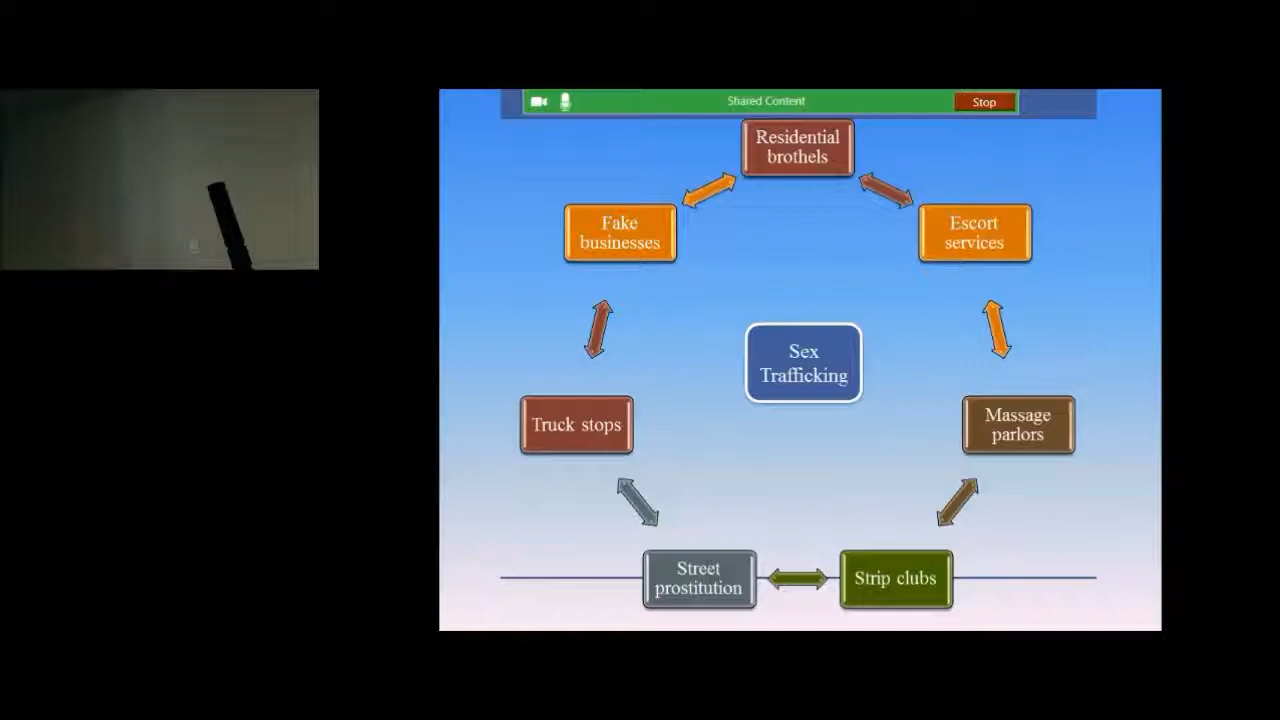 Shared Content
Stop
Residential
brothels
Fake
businesses
Escort
services
Sex
Trafficking
Truck stops
Massage
parlors
Street
prostitution
Strip clubs